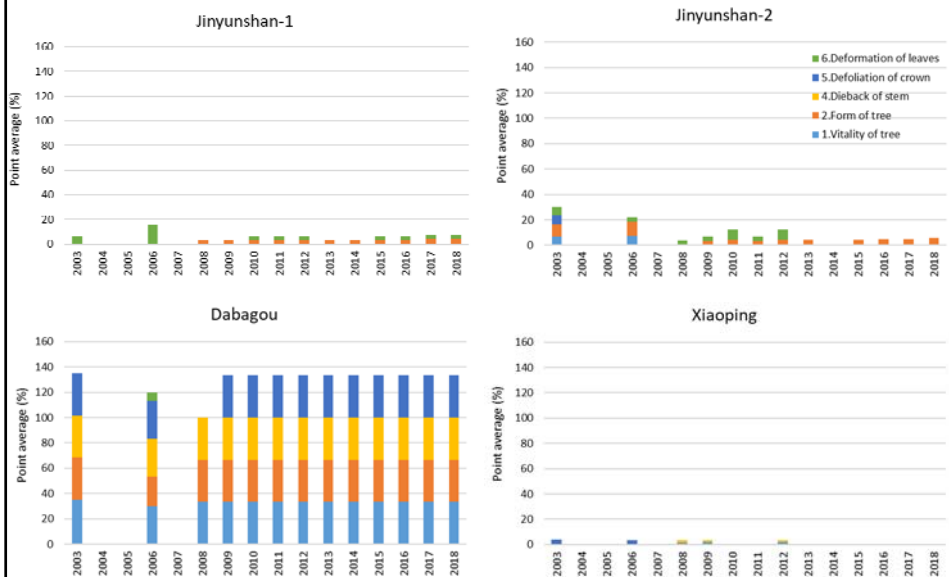 Jinyunshan-1
Point average (%)
160
140
120
100
80
60
40
20
0
2003 2004 2005 2006 2007 2008 2009 2010 2011 2012 2013 2014 2015 2016 2017 2018
Jinyunshan-2
Point average (%)
160
140
120
100
80
60
40
20
0
6.Deformation of leaves
5.Defoliation of crown
4.Dieback of stem
2.Form of tree
1.Vitality of tree
2003 2004 2005 2006 2007 2008 2009 2010 2011 2012 2013 2014 2015 2016 2017 2018
Dabagou
Point average (%)
160
140
120
100
80
60
40
20
0
2003 2004 2005 2006 2007 2008 2009 2010 2011 2012 2013 2014 2015 2016 2017 2018
Xiaoping
Point average (%)
160
140
120
100
80
60
40
20
0
2003 2004 2005 2006 2007 2008 2009 2010 2011 2012 2013 2014 2015 2016 2017 2018